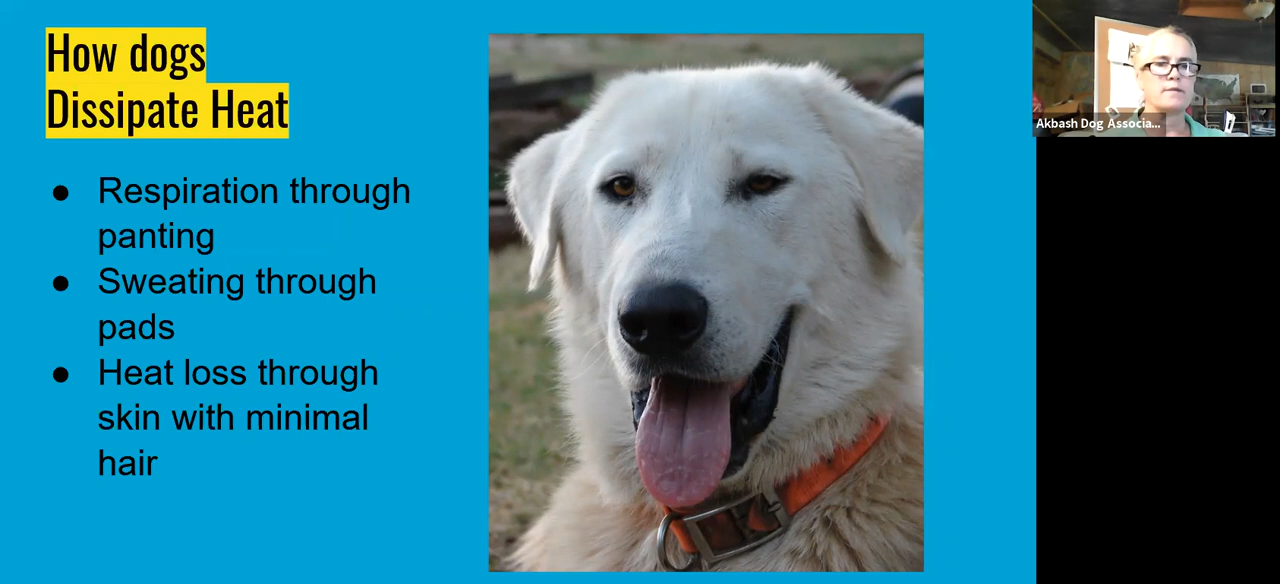 How dogs
Dissipate Heat
● Respiration through
panting
● Sweating through
pads
● Heat loss through
skin with minimal
hair
Akbash Dog Associa...